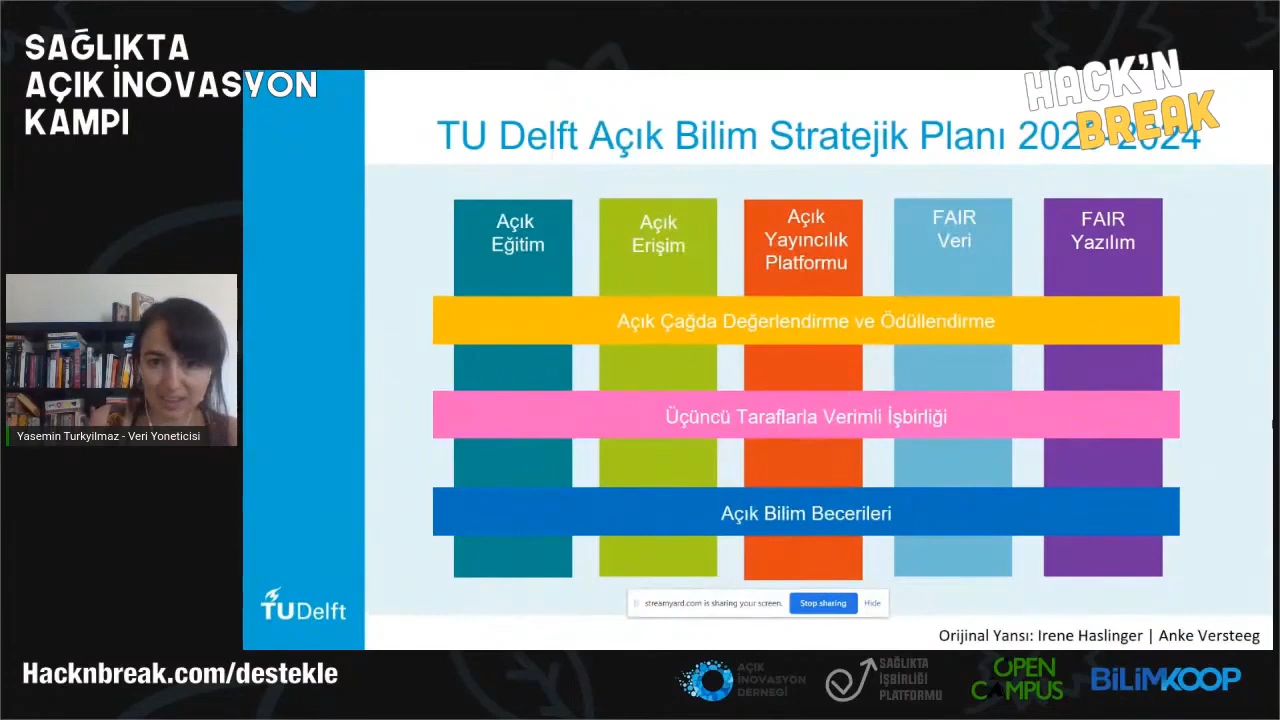 SAĞLIKTA
AÇIK İNOVASYON
KAMPI
HACK'N
BREAK
TU Delft Açık Bilim Stratejik Planı 2024
Açık
Eğitim
Açık
Erişim
Açık
Yayıncılık
Platformu
FAIR
Veri
FAIR
Yazılım
Açık Çağda Değerlendirme ve Ödüllendirme
Üçüncü Taraflarla Verimli İşbirliği
Açık Bilim Becerileri
Yasemin Turkyilmaz - Veri Yoneticisi
streamyard.com is sharing your screen.
Stop sharing
Hide
TU Delft
Orijinal Yansı: Irene Haslinger | Anke Versteeg
Hacknbreak.com/destekle
AÇIK
İNOVASYON
DERNEĞİ
SAĞLIKTA
İŞBİRLİĞİ
PLATFORMU
OPEN
CAMPUS
BİLİMKOOP